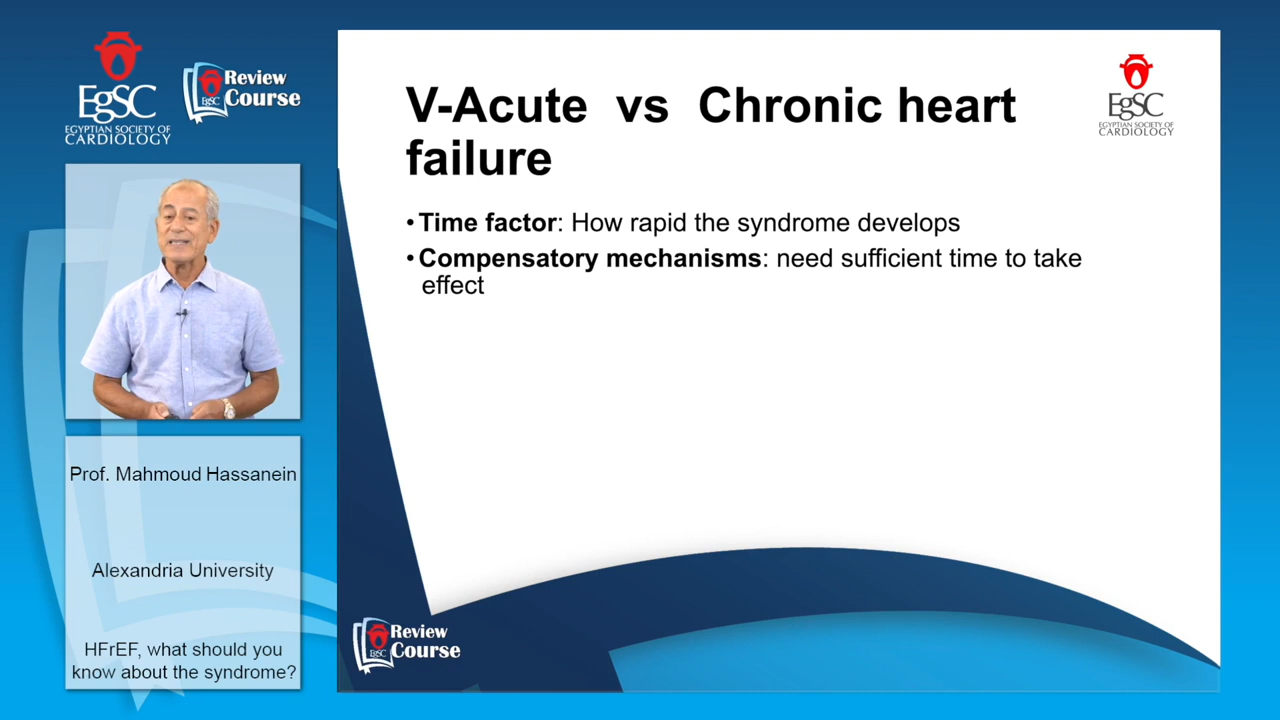 EgSC
EGYPTIAN SOCIETY OF
CARDIOLOGY
Review
EgSC Course
Prof. Mahmoud Hassanein
Alexandria University
HFrEF, what should you
know about the syndrome?
V-Acute vs Chronic heart
failure
• Time factor: How rapid the syndrome develops
• Compensatory mechanisms: need sufficient time to take
effect
EgSC
EGYPTIAN SOCIETY OF
CARDIOLOGY
Review
EgSC Course